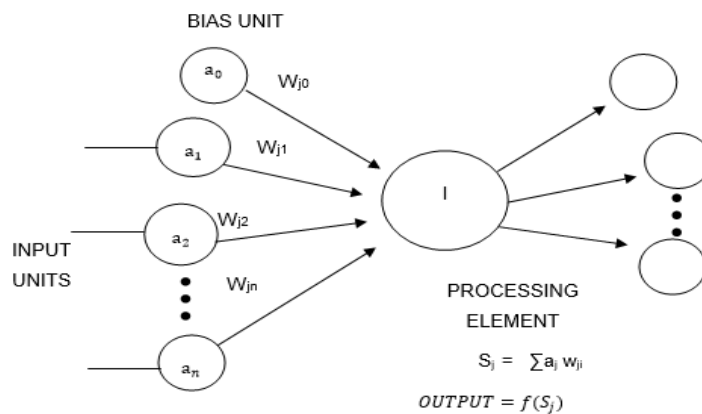 BIAS UNIT
a₀
Wj0
a₁
Wj1
a₂
Wj2
INPUT
UNITS
Wjn
aₙ
I
PROCESSING
ELEMENT
Sⱼ = ∑aⱼ wⱼᵢ
OUTPUT = f(Sⱼ)